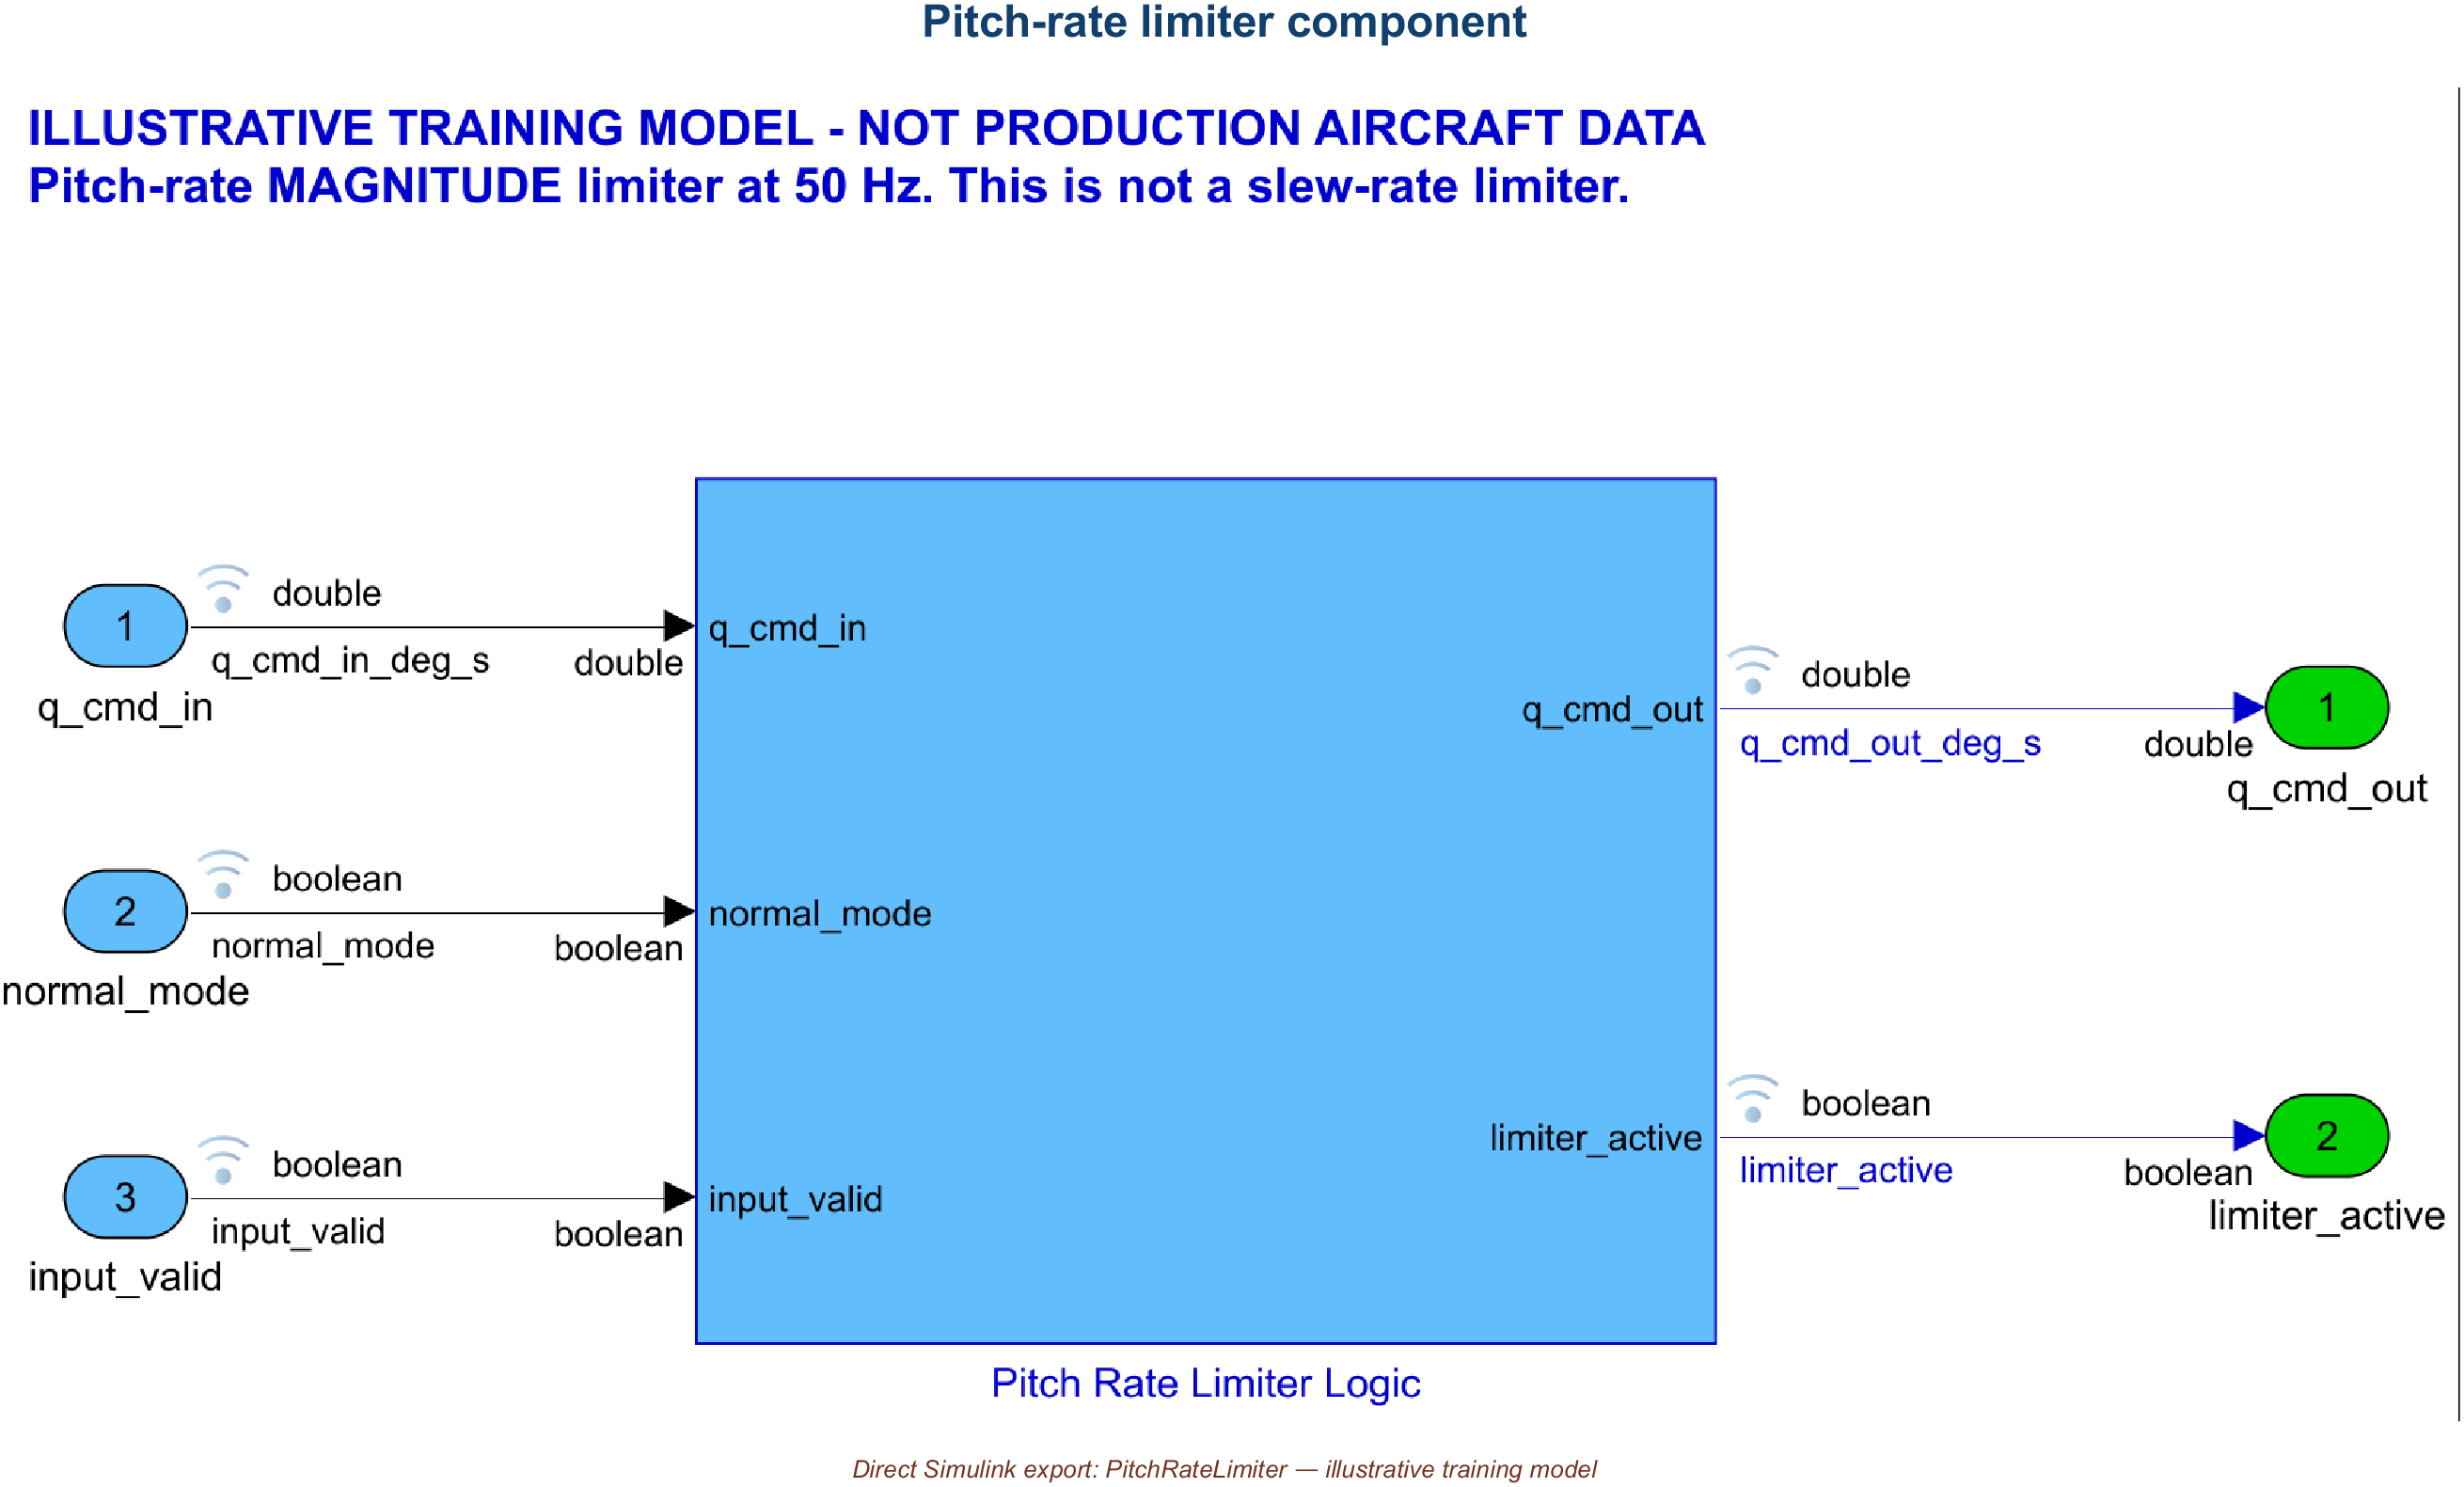 Pitch-rate limiter component
ILLUSTRATIVE TRAINING MODEL - NOT PRODUCTION AIRCRAFT DATA
Pitch-rate MAGNITUDE limiter at 50 Hz. This is not a slew-rate limiter.
1
double
q_cmd_in_deg_s
double
q_cmd_in
q_cmd_in
q_cmd_out
double
q_cmd_out_deg_s
double
1
q_cmd_out
2
boolean
normal_mode
boolean
normal_mode
normal_mode
limiter_active
boolean
limiter_active
boolean
2
limiter_active
3
boolean
input_valid
boolean
input_valid
input_valid
Pitch Rate Limiter Logic
Direct Simulink export: PitchRateLimiter — illustrative training model